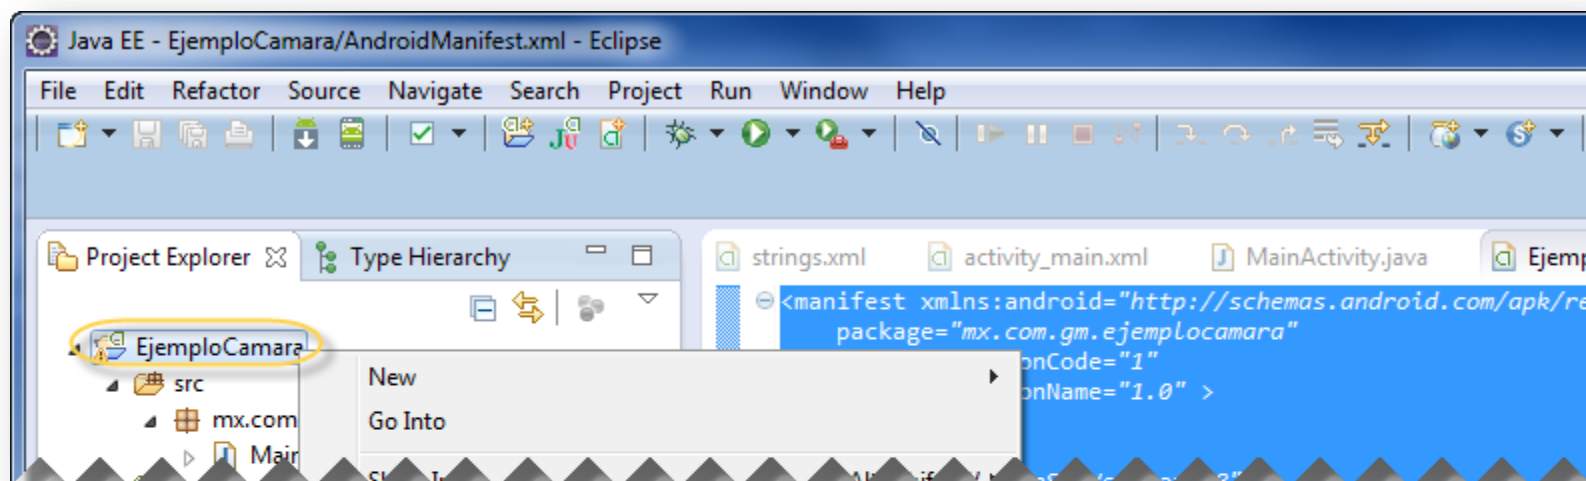 Java EE - EjemploCamara/AndroidManifest.xml - Eclipse
File Edit Refactor Source Navigate Search Project Run Window Help
Project Explorer Type Hierarchy
strings.xml activity_main.xml MainActivity.java Ejemp
<manifest xmlns:android="http://schemas.android.com/apk/re
package="mx.com.gm.ejemplocamara"
onCode="1"
onName="1.0" >
EjemploCamara
src
mx.com
Mair
New
Go Into